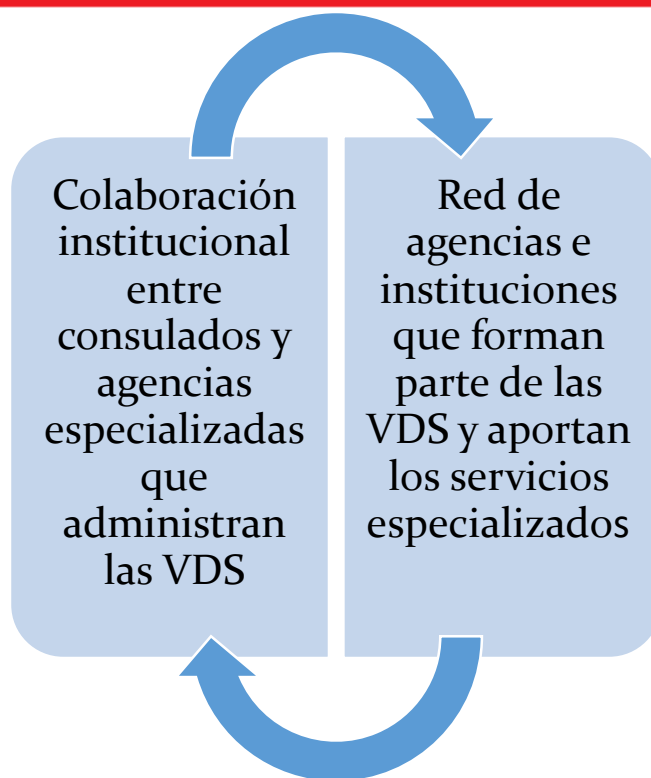 Colaboración
institucional
entre
consulados y
agencias
especializadas
que
administran
las VDS
Red de
agencias e
instituciones
que forman
parte de las
VDS y aportan
los servicios
especializados